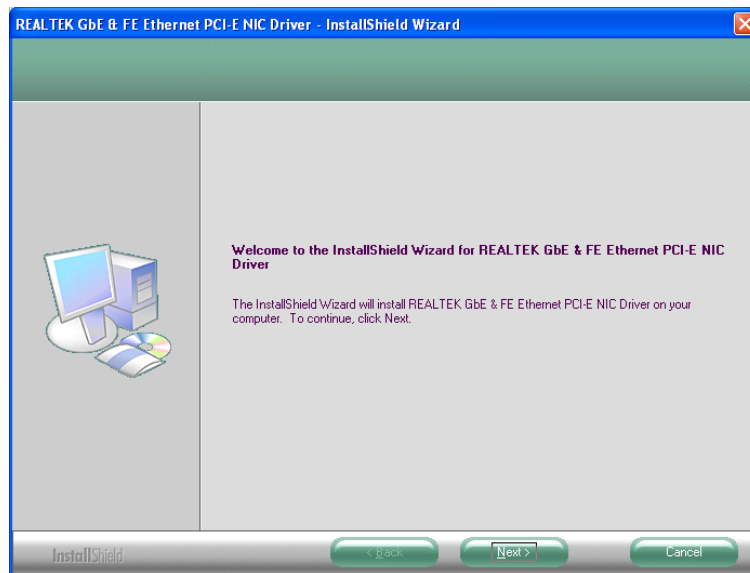 REALTEK GbE & FE Ethernet PCI-E NIC Driver - InstallShield Wizard
Welcome to the InstallShield Wizard for REALTEK GbE & FE Ethernet PCI-E NIC
Driver
The InstallShield Wizard will install REALTEK GbE & FE Ethernet PCI-E NIC Driver on your
computer. To continue, click Next.
InstallShield
< Back
Next >
Cancel